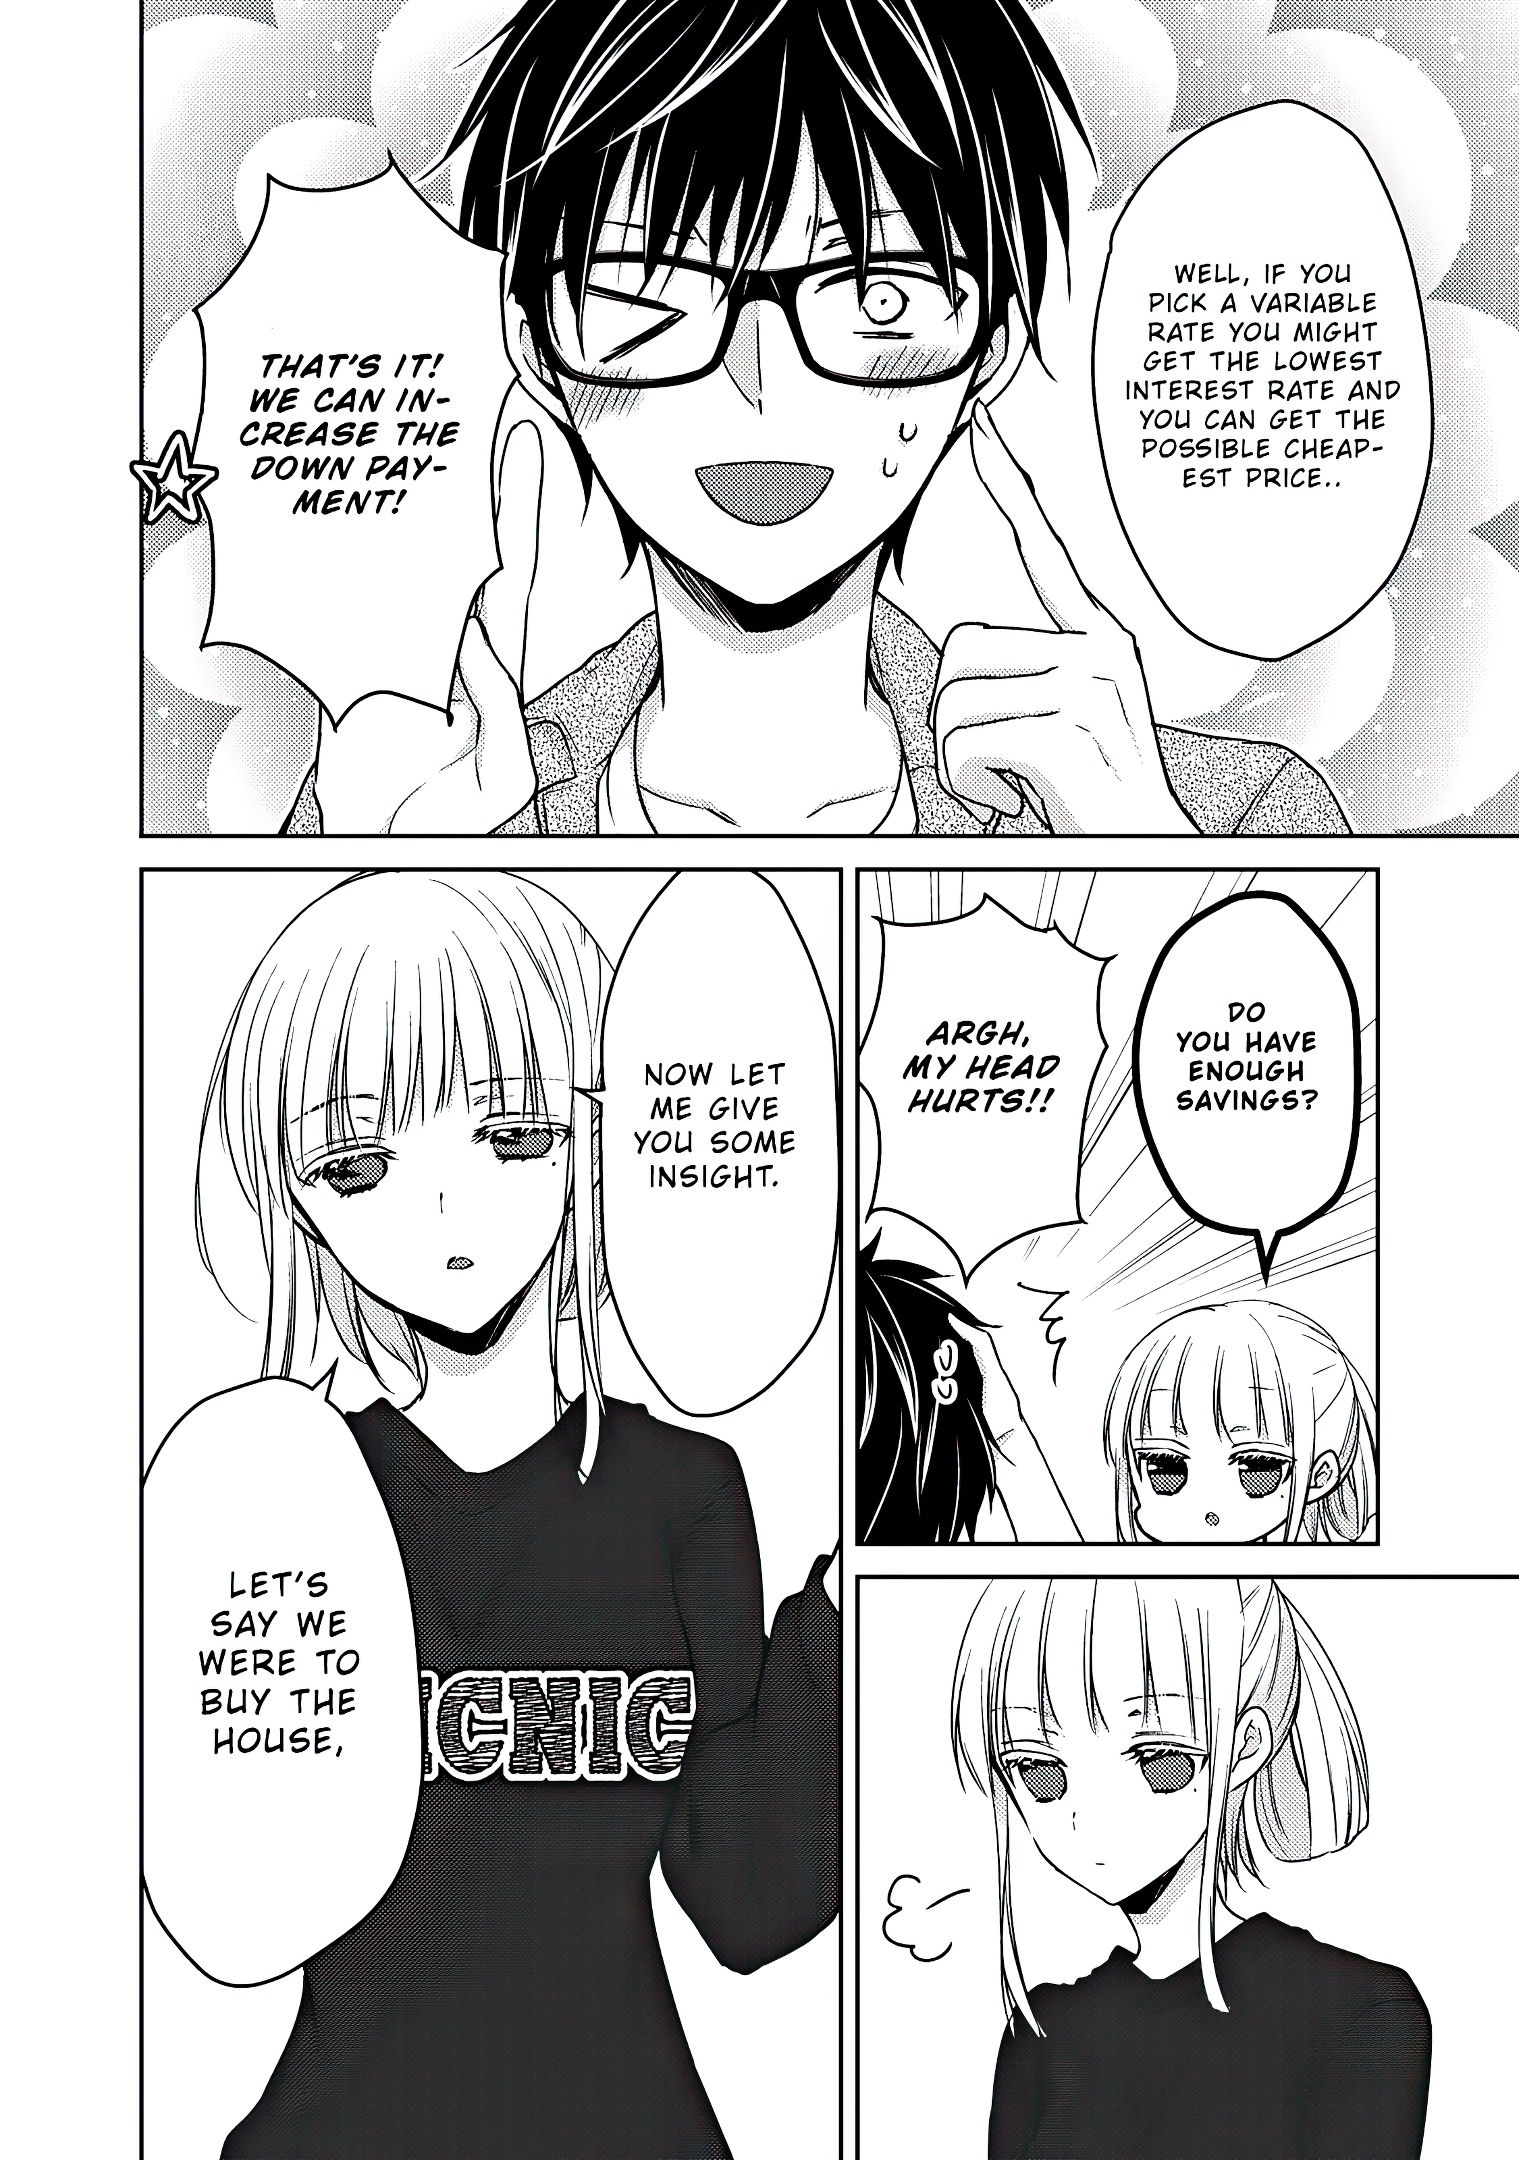 WELL, IF YOU
PICK A VARIABLE
RATE YOU MIGHT
GET THE LOWEST
INTEREST RATE AND
YOU CAN GET THE
POSSIBLE CHEAP-
EST PRICE..
THAT'S IT!
WE CAN IN-
CREASE THE
DOWN PAY-
MENT!
DO
YOU HAVE
ENOUGH
SAVINGS?
ARGH,
MY HEAD
HURTS!!
NOW LET
ME GIVE
YOU SOME
INSIGHT.
LET'S
SAY WE
WERE TO
BUY THE
HOUSE,
ICNIC